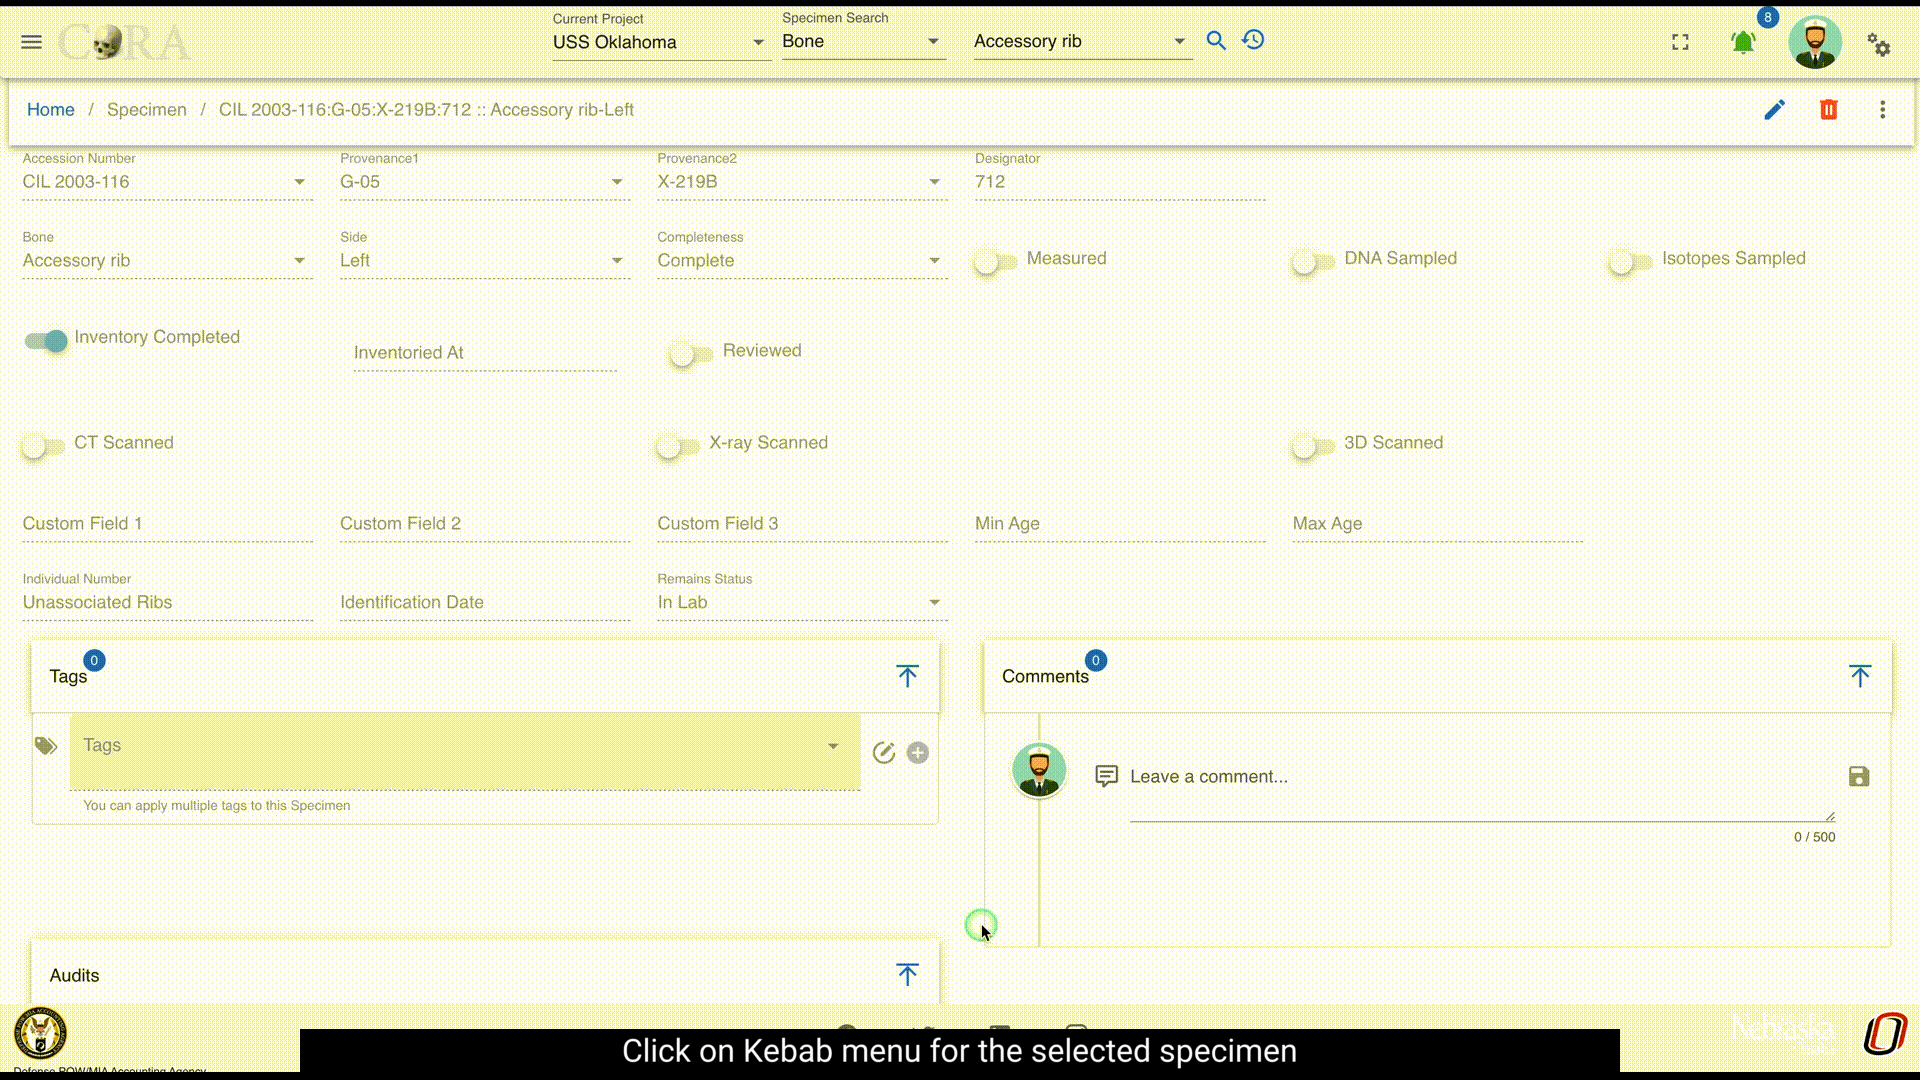 CORA
Current Project
USS Oklahoma
Specimen Search
Bone
Accessory rib
8
Home / Specimen / CIL 2003-116:G-05:X-219B:712 :: Accessory rib-Left
Accession Number
CIL 2003-116
Provenance1
G-05
Provenance2
X-219B
Designator
712
Bone
Accessory rib
Side
Left
Completeness
Complete
Measured
DNA Sampled
Isotopes Sampled
Inventory Completed
Inventoried At
Reviewed
CT Scanned
X-ray Scanned
3D Scanned
Custom Field 1
Custom Field 2
Custom Field 3
Min Age
Max Age
Individual Number
Unassociated Ribs
Identification Date
Remains Status
In Lab
Tags
0
Tags
You can apply multiple tags to this Specimen
Comments
0
Leave a comment...
0 / 500
Audits
Defense POW/MIA Accounting Agency
Nebraska
Click on Kebab menu for the selected specimen